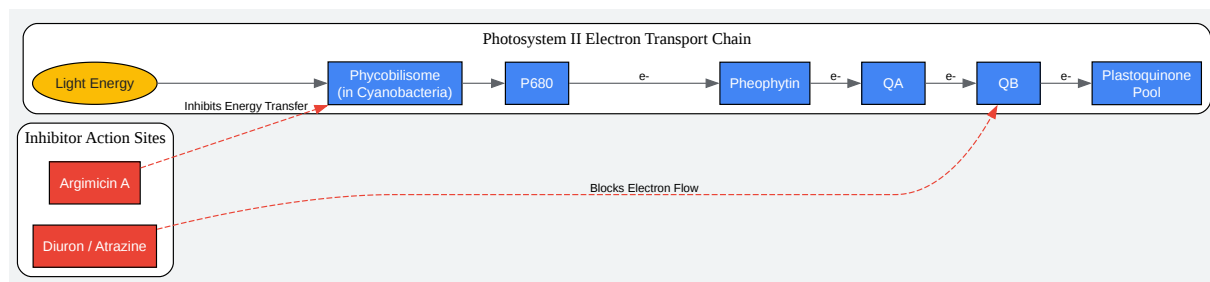 Photosystem II Electron Transport Chain
Light Energy
Phycobilisome
(in Cyanobacteria)
P680
e-
Pheophytin
e-
QA
e-
QB
e-
Plastoquinone
Pool
Inhibits Energy Transfer
Inhibitor Action Sites
Argimicin A
Blocks Electron Flow
Diuron / Atrazine